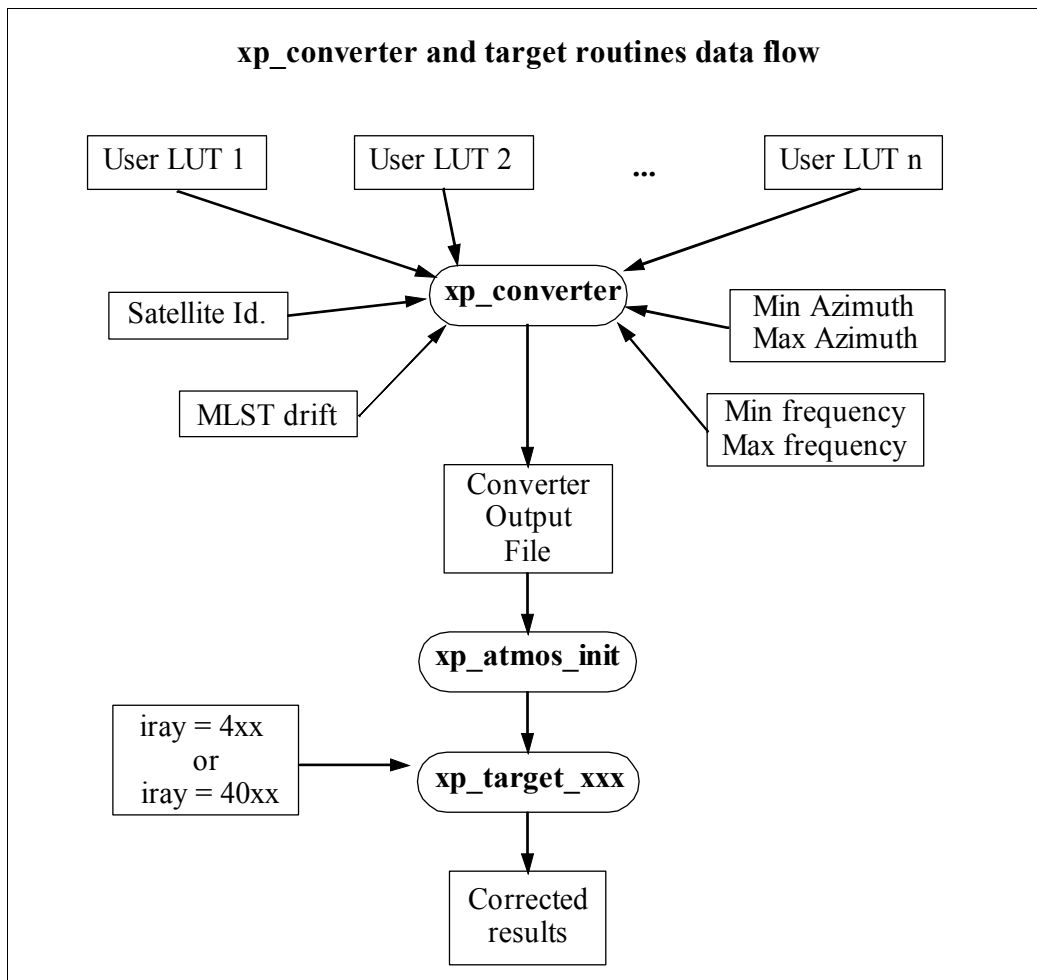 xp_converter and target routines data flow
User LUT 1
User LUT 2
...
User LUT n
xp_converter
Satellite Id.
Min Azimuth
Max Azimuth
MLST drift
Min frequency
Max frequency
Converter
Output
File
xp_atmos_init
iray = 4xx
or
iray = 40xx
xp_target_xxx
Corrected
results